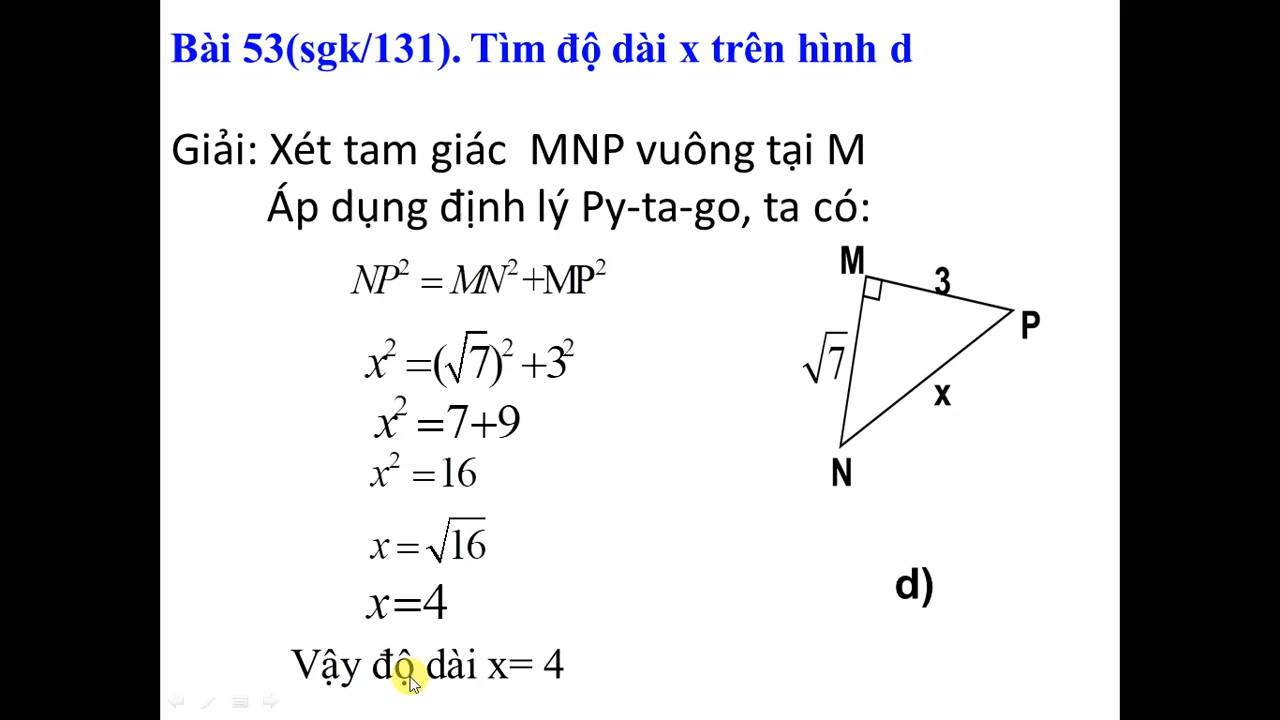 Bài 53(sgk/131). Tìm độ dài x trên hình d
Giải: Xét tam giác MNP vuông tại M
Áp dụng định lý Py-ta-go, ta có:
NP² = MN²+MP²
x² =(√7)² +3²
x² =7+9
x² =16
x = √16
x=4
Vậy độ dài x= 4
M
3
P
√7
x
N
d)